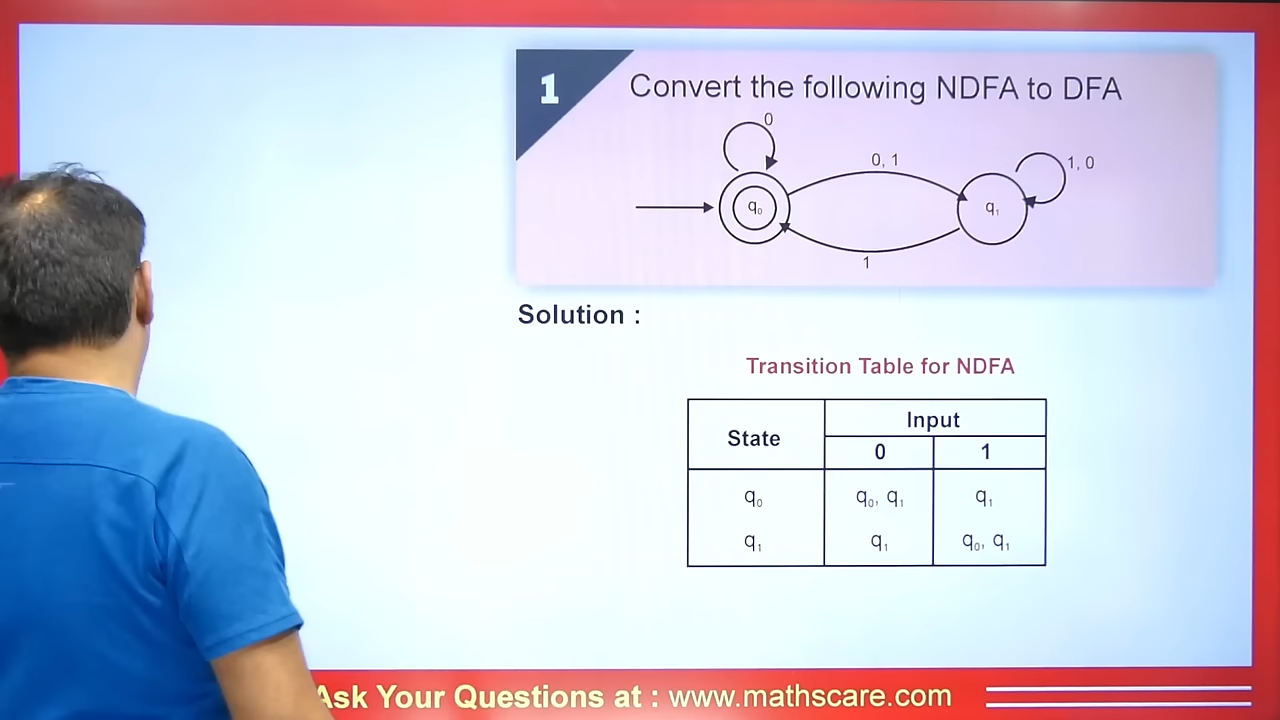 1
Convert the following NDFA to DFA
0
0, 1
1, 0
q₀
q₁
1
Solution :
Transition Table for NDFA
State
Input
0
1
q₀
q₀, q₁
q₁
q₁
q₁
q₀, q₁
Ask Your Questions at : www.mathscare.com